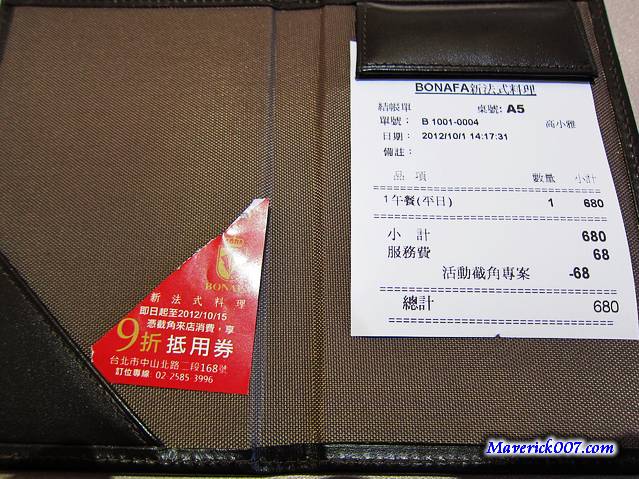 BONAFA新法式料理
結帳單 桌號: A5
單號: B 1001-0004 高小雅
日期: 2012/10/1 14:17:31
備註:
品 項 數量 小計
1午餐(平日) 1 680
小 計 680
服務費 68
活動截角專案 -68
總計 680
BONAFA
新法式料理
即日起至2012/10/15
憑截角來店消費,享
9折 抵用券
台北市中山北路二段168號
訂位專線 02-2585-3996
Maverick007.com